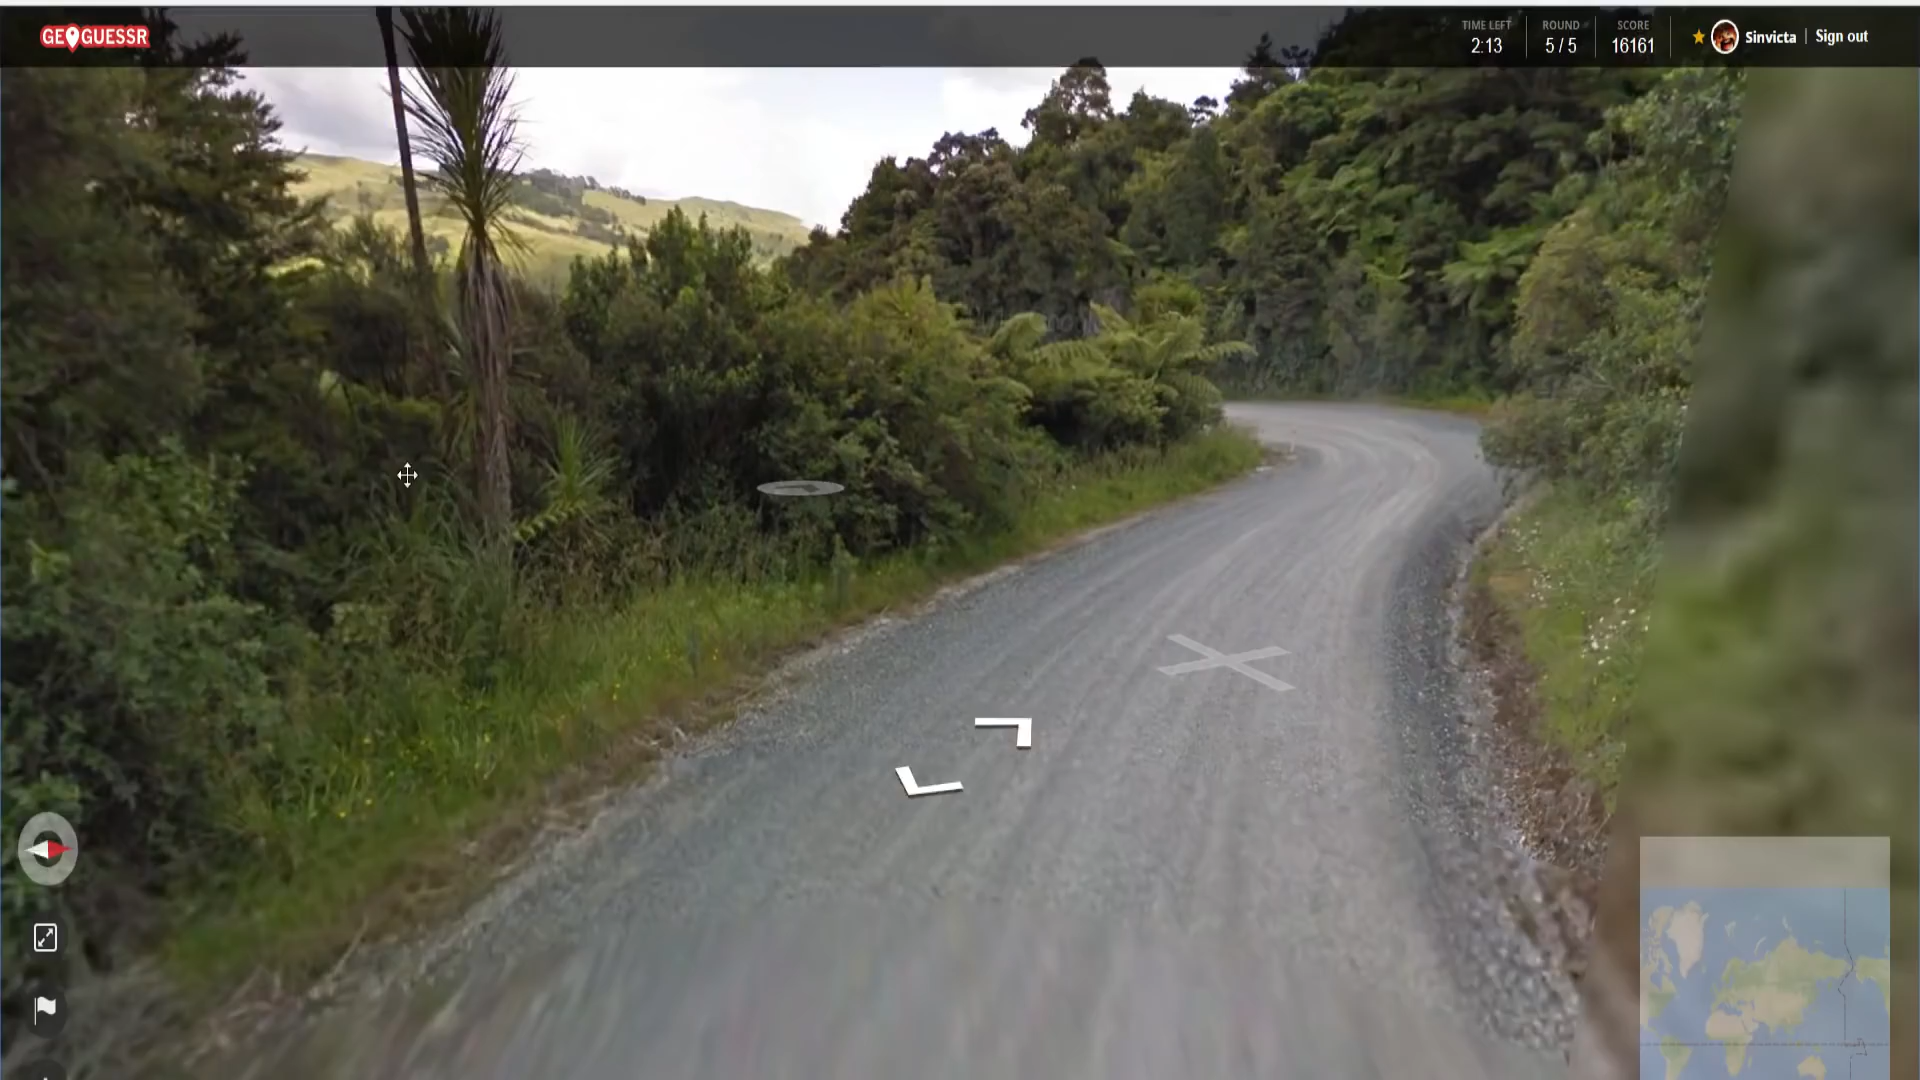 GEOGUESSR
TIME LEFT
2:13
ROUND
5 / 5
SCORE
16161
Sinvicta | Sign out